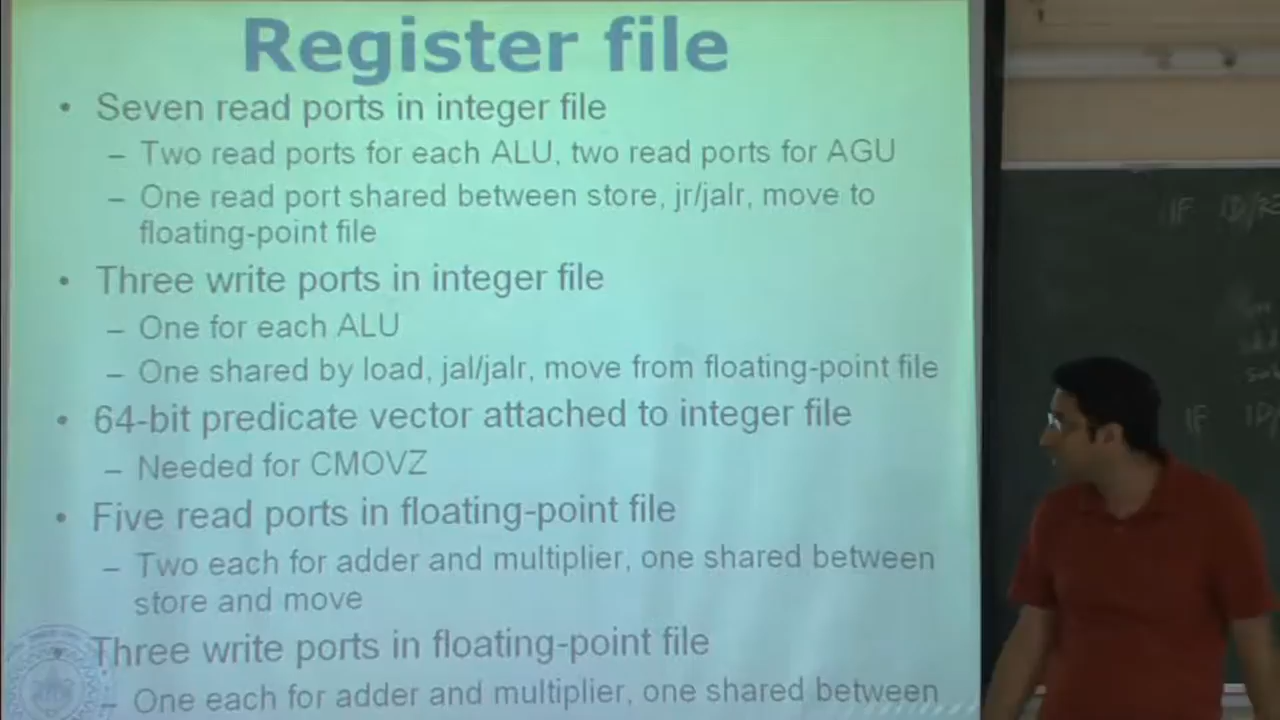 Register file
• Seven read ports in integer file
– Two read ports for each ALU, two read ports for AGU
– One read port shared between store, jr/jalr, move to
floating-point file
• Three write ports in integer file
– One for each ALU
– One shared by load, jal/jalr, move from floating-point file
• 64-bit predicate vector attached to integer file
– Needed for CMOVZ
• Five read ports in floating-point file
– Two each for adder and multiplier, one shared between
store and move
• Three write ports in floating-point file
– One each for adder and multiplier, one shared between
IF ID/
IF ID/